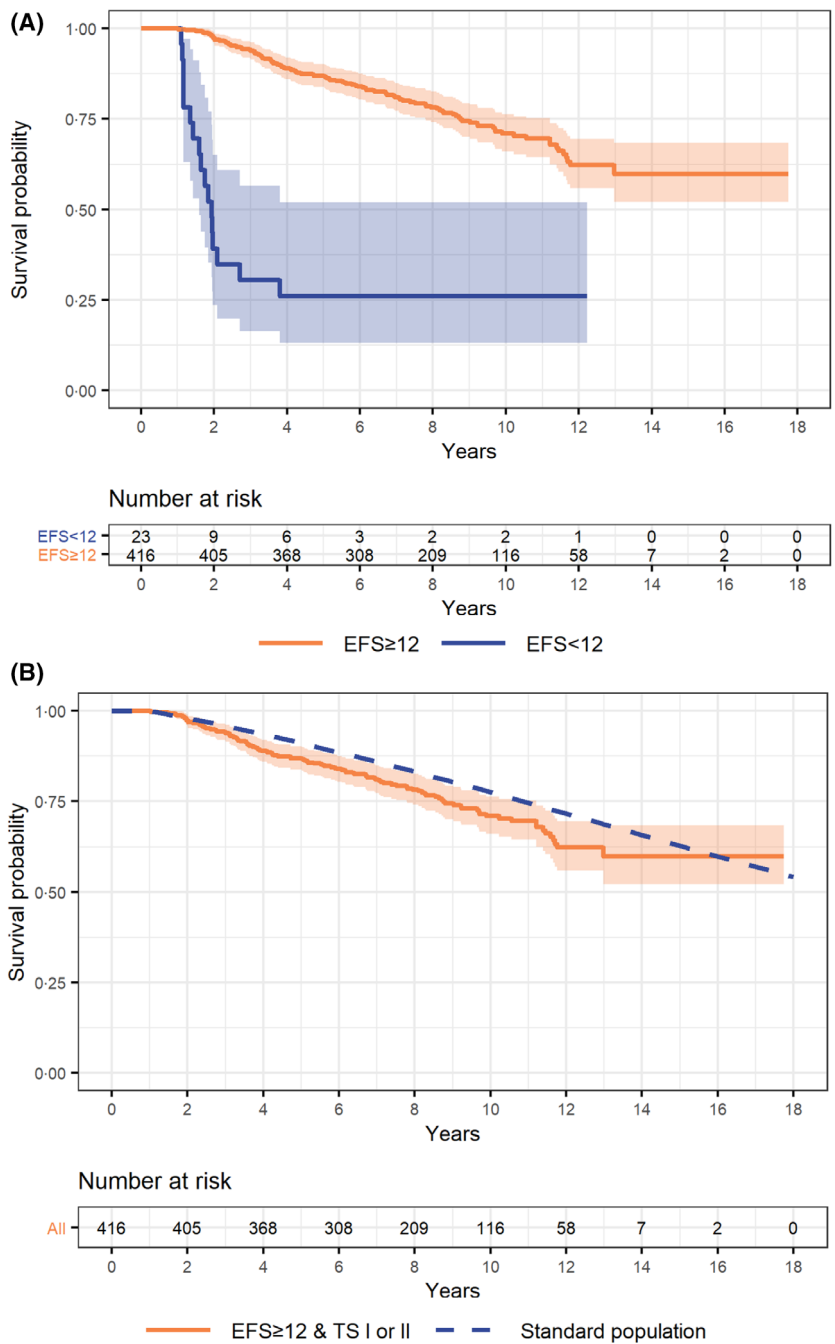 (A)
1·00
0·75
0·50
0·25
0·00
Survival probability
0 2 4 6 8 10 12 14 16 18
Years
Number at risk
EFS<12 23 9 6 3 2 2 1 0 0 0
EFS≥12 416 405 368 308 209 116 58 7 2 0
0 2 4 6 8 10 12 14 16 18
Years
EFS≥12 EFS<12
(B)
1·00
0·75
0·50
0·25
0·00
Survival probability
0 2 4 6 8 10 12 14 16 18
Years
Number at risk
All 416 405 368 308 209 116 58 7 2 0
0 2 4 6 8 10 12 14 16 18
Years
EFS≥12 & TS I or II Standard population